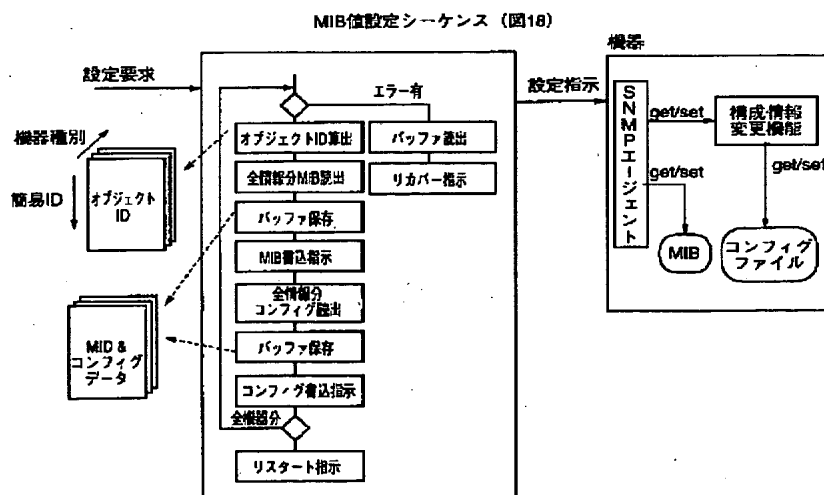 MIB値設定シーケンス（図18）
設定要求
機器種別
簡易ID
オブジェクト
ID
MID &
コンフィグ
データ
エラー有
オブジェクトID算出
全情報分MIB読出
バッファ保存
MIB書込指示
全情報分
コンフィグ読出
バッファ保存
コンフィグ書込指示
全機器分
リスタート指示
バッファ読出
リカバー指示
設定指示
機器
SNMPエージェント
get/set
構成情報
変更機能
get/set
get/set
MIB
コンフィグ
ファイル